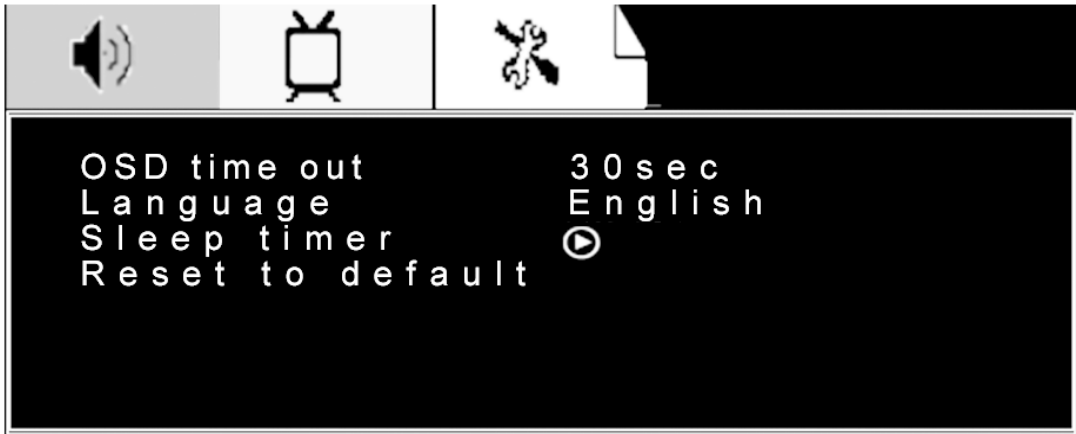 OSD time out 30sec
Language English
Sleep timer
Reset to default